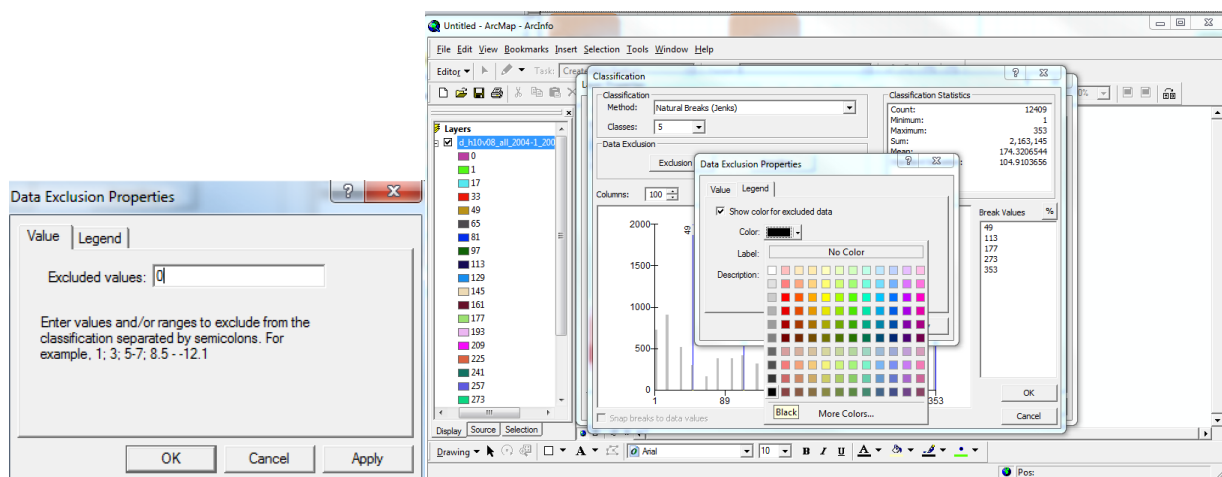 Data Exclusion Properties
Value Legend
Excluded values: 0
Enter values and/or ranges to exclude from the
classification separated by semicolons. For
example, 1; 3; 5-7; 8.5 - -12.1
OK Cancel Apply
Untitled - ArcMap - ArcInfo
File Edit View Bookmarks Insert Selection Tools Window Help
Editor Task:
Layers
d_h10v08_all_2004-1_200
0
1
17
33
49
65
81
97
113
129
145
161
177
193
209
225
241
257
273
Display Source Selection
Classification
Classification
Method: Natural Breaks (Jenks)
Classes: 5
Data Exclusion
Exclusion
Classification Statistics
Count: 12409
Minimum: 1
Maximum: 353
Sum: 2,163,145
Mean: 174.3206544
104.9103656
Columns: 100
2000
1500
1000
500
0
49
1 89 353
Snap breaks to data values
Break Values %
49
113
177
273
353
OK
Cancel
Data Exclusion Properties
Value Legend
Show color for excluded data
Color:
Label:
Description:
No Color
Black More Colors...
Drawing A Arial 10 B I U A
Pos: